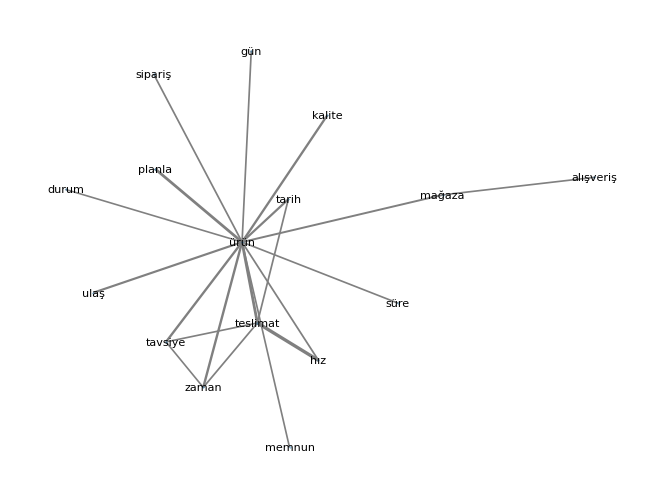 gün
sipariş
kalite
planla
alışveriş
durum
mağaza
tarih
ürün
ulaş
süre
teslimat
tavsiye
hız
zaman
memnun